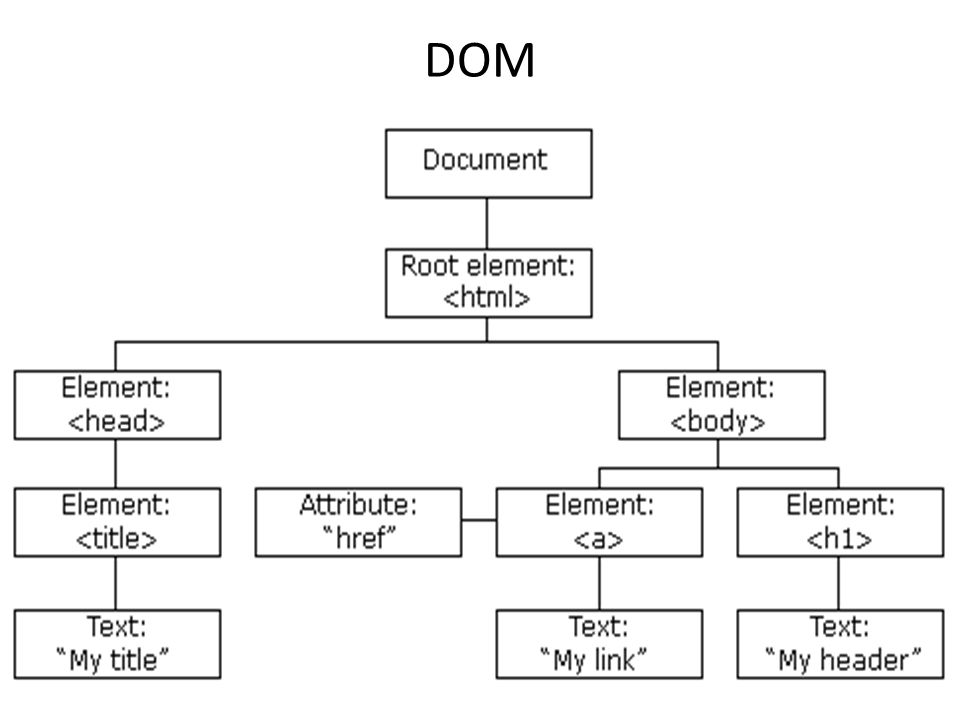 DOM
Document
Root element:
<html>
Element:
<head>
Element:
<body>
Element:
<title>
Attribute:
“href”
Element:
<a>
Element:
<h1>
Text:
“My title”
Text:
“My link”
Text:
“My header”